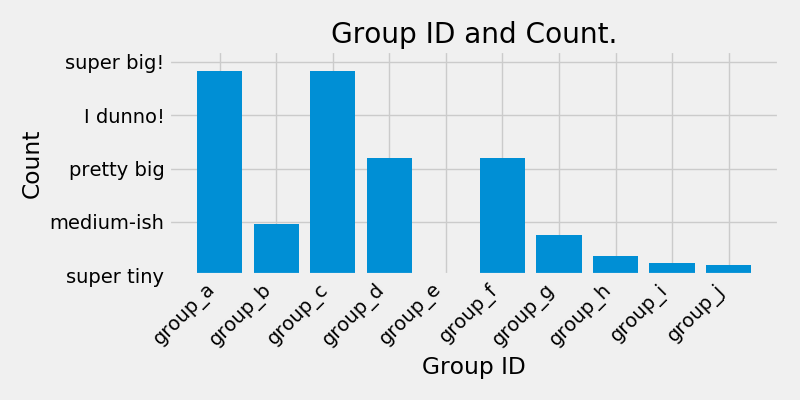 Group ID and Count.
super big!
I dunno!
pretty big
medium-ish
super tiny
Count
group_a
group_b
group_c
group_d
group_e
group_f
group_g
group_h
group_i
group_j
Group ID